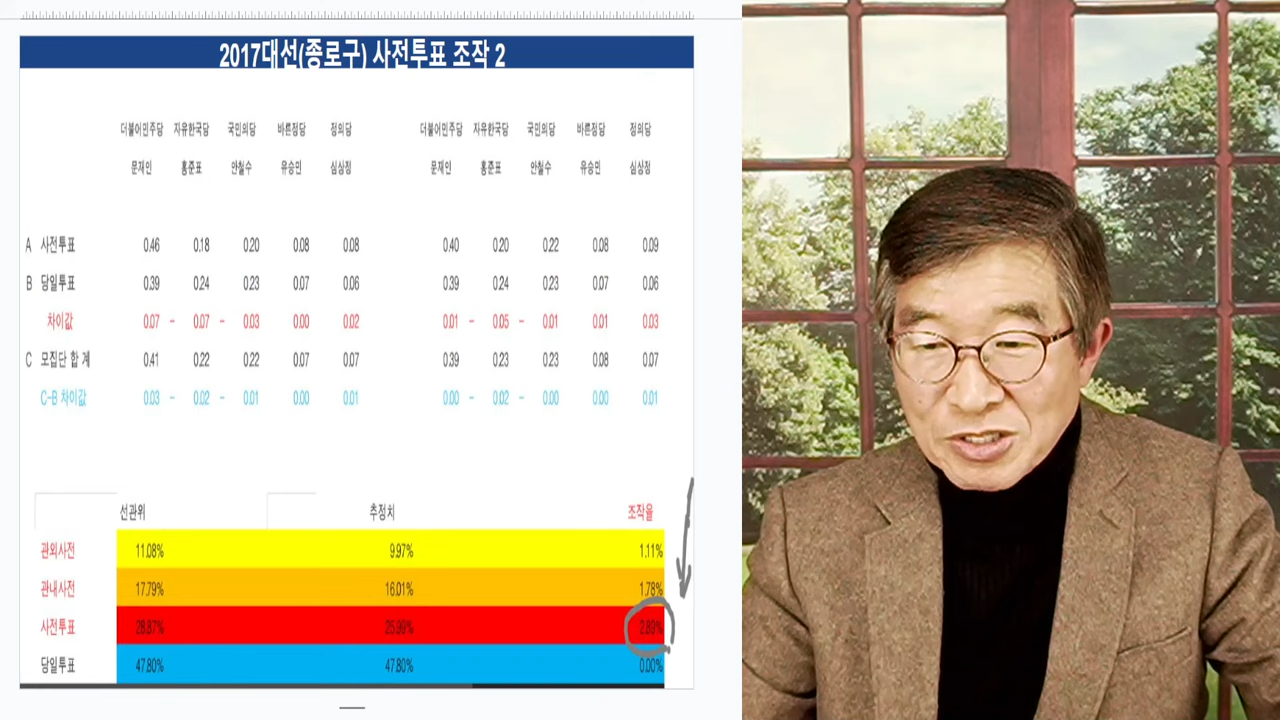 2017대선(종로구) 사전투표 조작 2
더불어민주당 자유한국당 국민의당 바른정당 정의당 더불어민주당 자유한국당 국민의당 바른정당 정의당
문재인 홍준표 안철수 유승민 심상정 문재인 홍준표 안철수 유승민 심상정
A 사전투표 0.46 0.18 0.20 0.08 0.08 0.40 0.20 0.22 0.08 0.09
B 당일투표 0.39 0.24 0.23 0.07 0.06 0.39 0.24 0.23 0.07 0.06
차이값 0.07 - 0.07 - 0.03 0.00 0.02 0.01 - 0.05 - 0.01 0.01 0.03
C 모집단 합 계 0.41 0.22 0.22 0.07 0.07 0.39 0.23 0.23 0.08 0.07
C-B 차이값 0.03 - 0.02 - 0.01 0.00 0.01 0.00 - 0.02 - 0.00 0.00 0.01
선관위 추정치 조작율
관외사전 11.08% 9.97% 1.11%
관내사전 17.79% 16.01% 1.78%
사전투표 28.87% 25.98% 2.89%
당일투표 47.80% 47.80% 0.00%